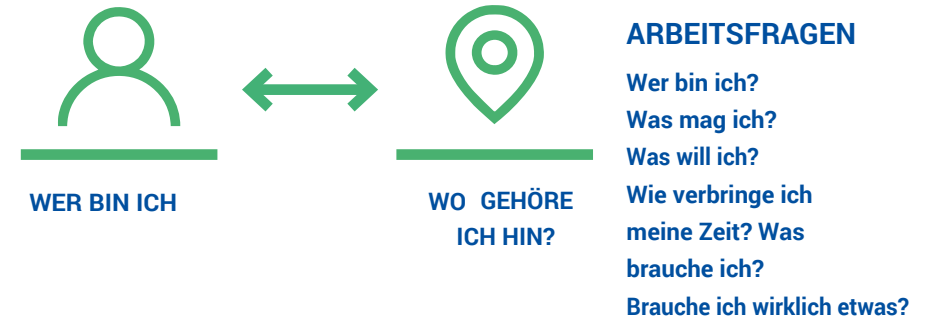 WER BIN ICH
WO GEHÖRE
ICH HIN?
ARBEITSFRAGEN
Wer bin ich?
Was mag ich?
Was will ich?
Wie verbringe ich
meine Zeit? Was
brauche ich?
Brauche ich wirklich etwas?